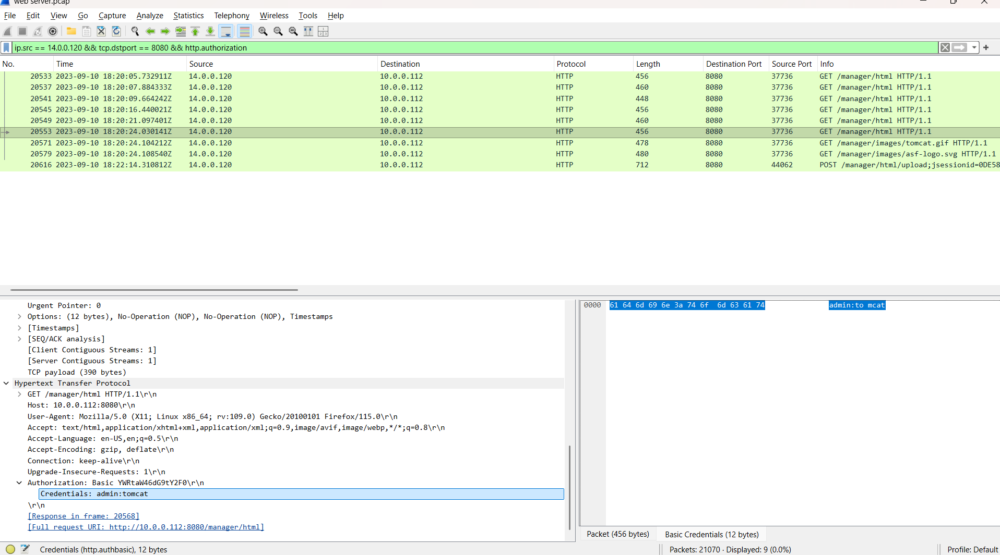 web server.pcap
File Edit View Go Capture Analyze Statistics Telephony Wireless Tools Help
ip.src == 14.0.0.120 && tcp.dstport == 8080 && http.authorization
No. Time Source Destination Protocol Length Destination Port Source Port Info
20533 2023-09-10 18:20:05.732911Z 14.0.0.120 10.0.0.112 HTTP 456 8080 37736 GET /manager/html HTTP/1.1
20537 2023-09-10 18:20:07.884333Z 14.0.0.120 10.0.0.112 HTTP 460 8080 37736 GET /manager/html HTTP/1.1
20541 2023-09-10 18:20:09.664242Z 14.0.0.120 10.0.0.112 HTTP 448 8080 37736 GET /manager/html HTTP/1.1
20545 2023-09-10 18:20:16.440021Z 14.0.0.120 10.0.0.112 HTTP 456 8080 37736 GET /manager/html HTTP/1.1
20549 2023-09-10 18:20:21.097401Z 14.0.0.120 10.0.0.112 HTTP 460 8080 37736 GET /manager/html HTTP/1.1
20553 2023-09-10 18:20:24.030141Z 14.0.0.120 10.0.0.112 HTTP 456 8080 37736 GET /manager/html HTTP/1.1
20571 2023-09-10 18:20:24.104212Z 14.0.0.120 10.0.0.112 HTTP 478 8080 37736 GET /manager/images/tomcat.gif HTTP/1.1
20579 2023-09-10 18:20:24.108540Z 14.0.0.120 10.0.0.112 HTTP 480 8080 37736 GET /manager/images/asf-logo.svg HTTP/1.1
20616 2023-09-10 18:22:14.310812Z 14.0.0.120 10.0.0.112 HTTP 712 8080 44062 POST /manager/html/upload;jsessionid=0DE58
Urgent Pointer: 0
Options: (12 bytes), No-Operation (NOP), No-Operation (NOP), Timestamps
[Timestamps]
[SEQ/ACK analysis]
[Client Contiguous Streams: 1]
[Server Contiguous Streams: 1]
TCP payload (390 bytes)
Hypertext Transfer Protocol
GET /manager/html HTTP/1.1\r\n
Host: 10.0.0.112:8080\r\n
User-Agent: Mozilla/5.0 (X11; Linux x86_64; rv:109.0) Gecko/20100101 Firefox/115.0\r\n
Accept: text/html,application/xhtml+xml,application/xml;q=0.9,image/avif,image/webp,*/*;q=0.8\r\n
Accept-Language: en-US,en;q=0.5\r\n
Accept-Encoding: gzip, deflate\r\n
Connection: keep-alive\r\n
Upgrade-Insecure-Requests: 1\r\n
Authorization: Basic YWRtaW46dG9tY2F0\r\n
Credentials: admin:tomcat
\r\n
[Response in frame: 20568]
[Full request URI: http://10.0.0.112:8080/manager/html]
0000 61 64 6d 69 6e 3a 74 6f 6d 63 61 74 admin:to mcat
Packet (456 bytes) Basic Credentials (12 bytes)
Credentials (http.authbasic), 12 bytes Packets: 21070 · Displayed: 9 (0.0%) Profile: Default